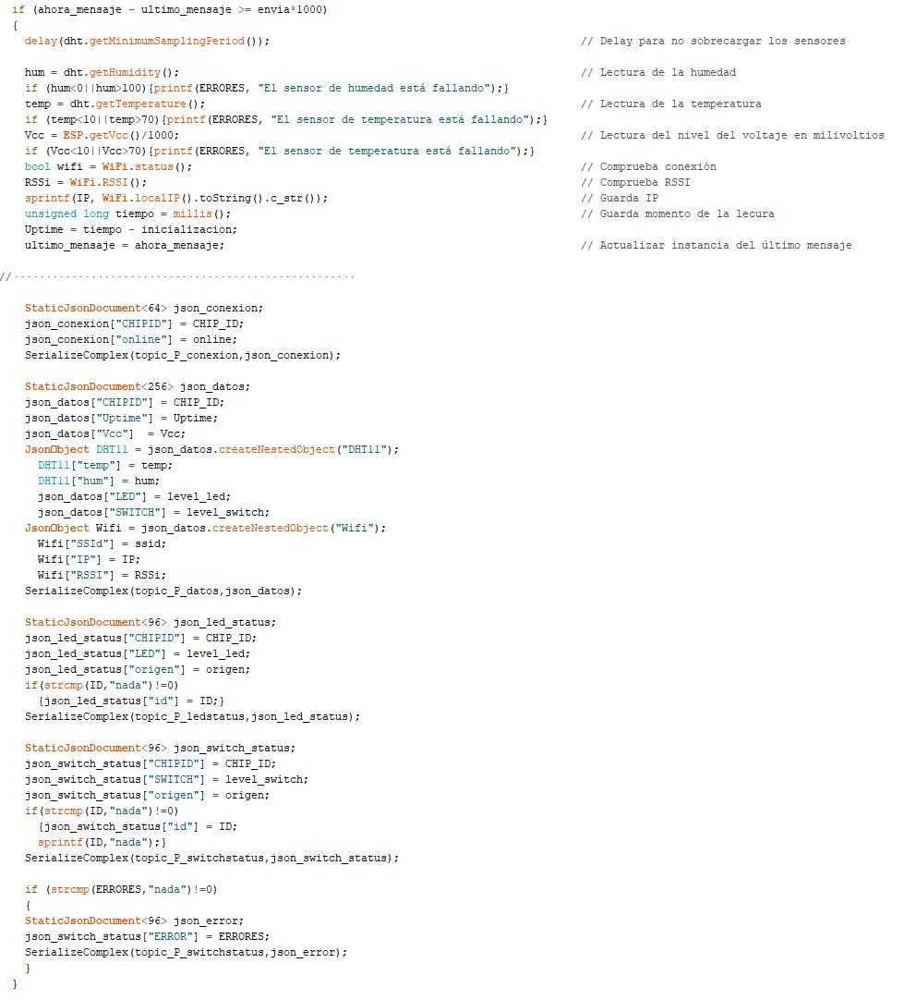 if (ahora_mensaje - ultimo_mensaje >= envia*1000)
{
delay(dht.getMinimumSamplingPeriod()); // Delay para no sobrecargar los sensores
hum = dht.getHumidity(); // Lectura de la humedad
if (hum<0||hum>100){printf(ERRORES, "El sensor de humedad está fallando");}
temp = dht.getTemperature(); // Lectura de la temperatura
if (temp<10||temp>70){printf(ERRORES, "El sensor de temperatura está fallando");}
Vcc = ESP.getVcc()/1000; // Lectura del nivel del voltaje en milivoltios
if (Vcc<10||Vcc>70){printf(ERRORES, "El sensor de temperatura está fallando");}
bool wifi = WiFi.status(); // Comprueba conexión
RSSi = WiFi.RSSI(); // Comprueba RSSI
sprintf(IP, WiFi.localIP().toString().c_str()); // Guarda IP
unsigned long tiempo = millis(); // Guarda momento de la lecura
Uptime = tiempo - inicializacion;
ultimo_mensaje = ahora_mensaje; // Actualizar instancia del último mensaje
//·····················································
StaticJsonDocument<64> json_conexion;
json_conexion["CHIPID"] = CHIP_ID;
json_conexion["online"] = online;
SerializeComplex(topic_P_conexion,json_conexion);
StaticJsonDocument<256> json_datos;
json_datos["CHIPID"] = CHIP_ID;
json_datos["Uptime"] = Uptime;
json_datos["Vcc"]  = Vcc;
JsonObject DHT11 = json_datos.createNestedObject("DHT11");
DHT11["temp"] = temp;
DHT11["hum"] = hum;
json_datos["LED"] = level_led;
json_datos["SWITCH"] = level_switch;
JsonObject Wifi = json_datos.createNestedObject("Wifi");
Wifi["SSId"] = ssid;
Wifi["IP"] = IP;
Wifi["RSSI"] = RSSi;
SerializeComplex(topic_P_datos,json_datos);
StaticJsonDocument<96> json_led_status;
json_led_status["CHIPID"] = CHIP_ID;
json_led_status["LED"] = level_led;
json_led_status["origen"] = origen;
if(strcmp(ID,"nada")!=0)
{json_led_status["id"] = ID;}
SerializeComplex(topic_P_ledstatus,json_led_status);
StaticJsonDocument<96> json_switch_status;
json_switch_status["CHIPID"] = CHIP_ID;
json_switch_status["SWITCH"] = level_switch;
json_switch_status["origen"] = origen;
if(strcmp(ID,"nada")!=0)
{json_switch_status["id"] = ID;
sprintf(ID,"nada");}
SerializeComplex(topic_P_switchstatus,json_switch_status);
if (strcmp(ERRORES,"nada")!=0)
{
StaticJsonDocument<96> json_error;
json_switch_status["ERROR"] = ERRORES;
SerializeComplex(topic_P_switchstatus,json_error);
}
}